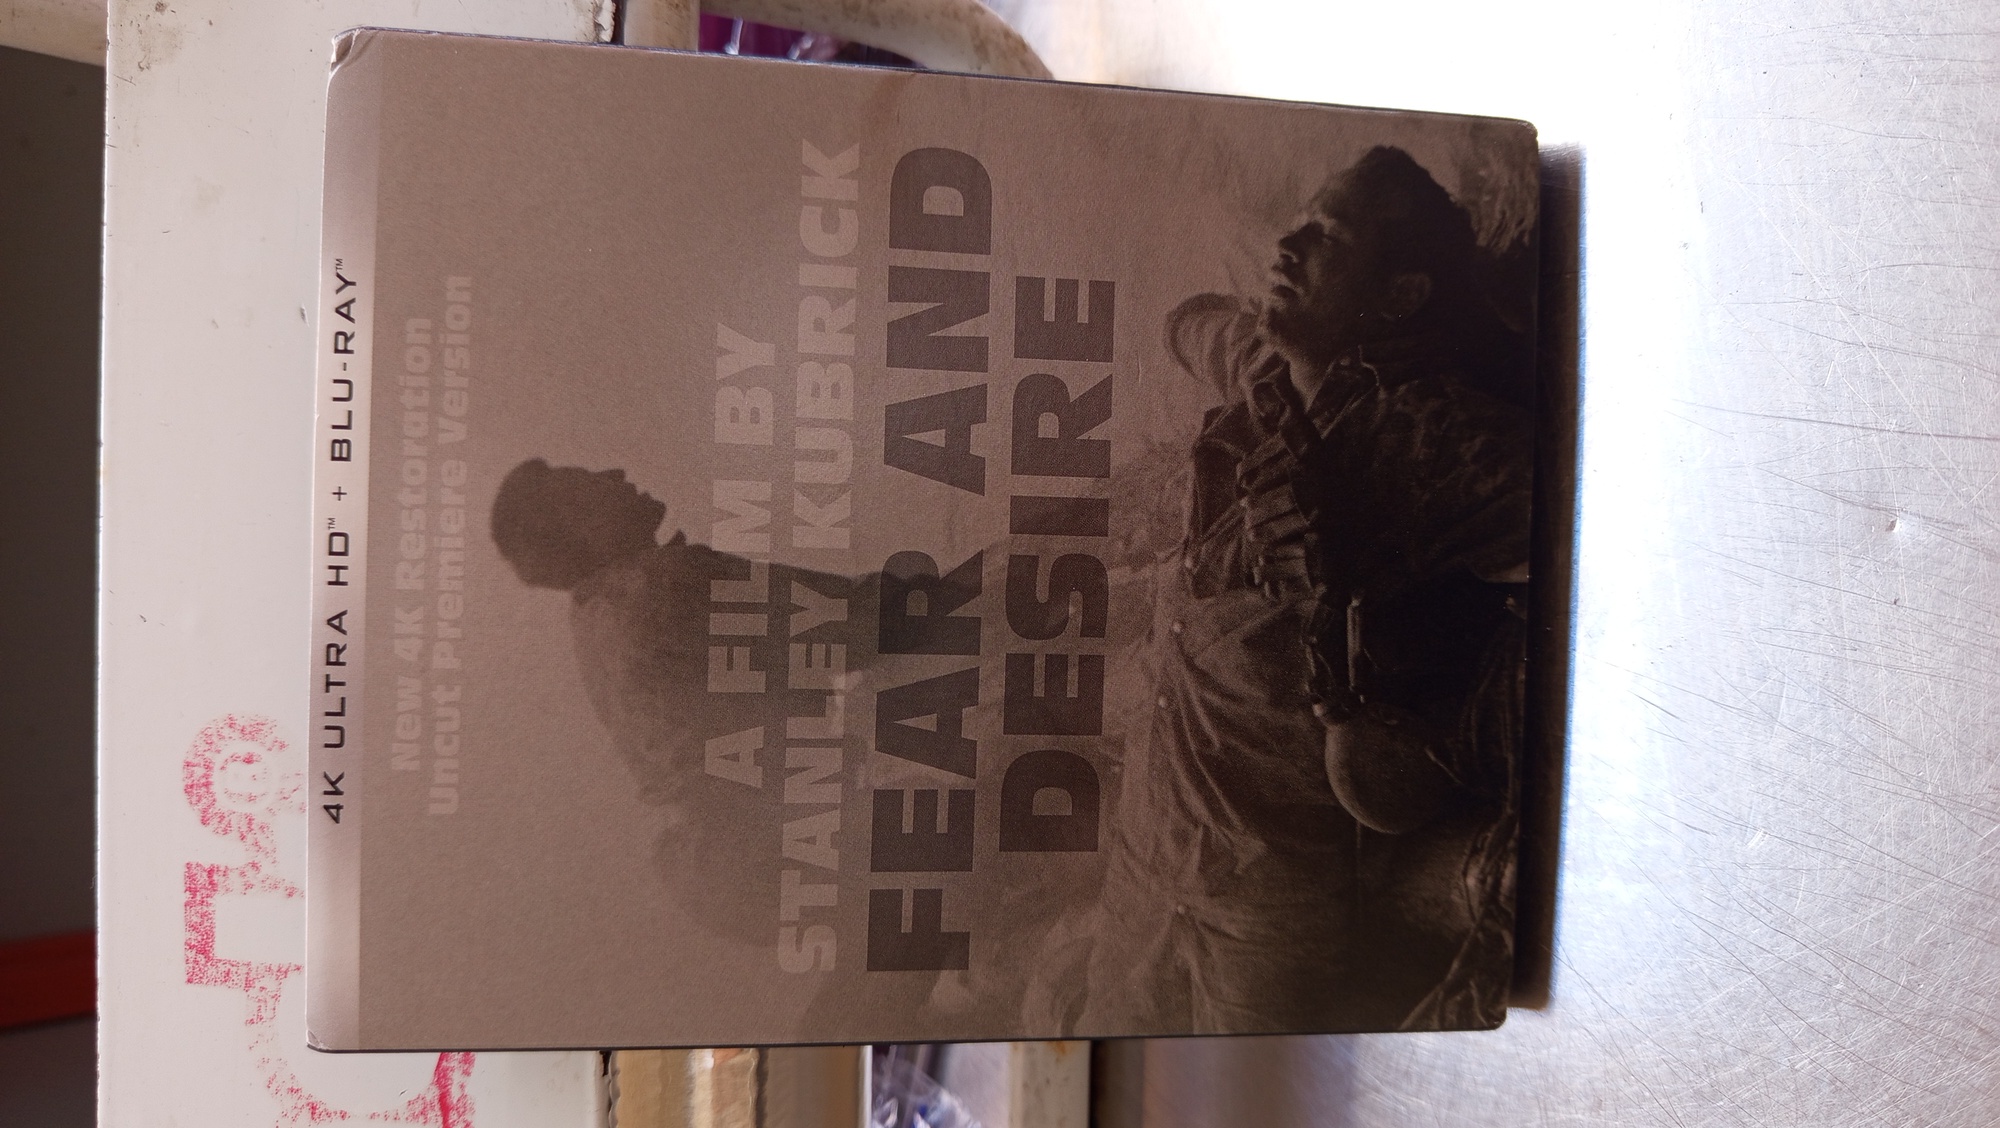 4K ULTRA HD™ + BLU-RAY™
New 4K Restoration
Uncut Premiere Version
A FILM BY
STANLEY KUBRICK
FEAR AND
DESIRE